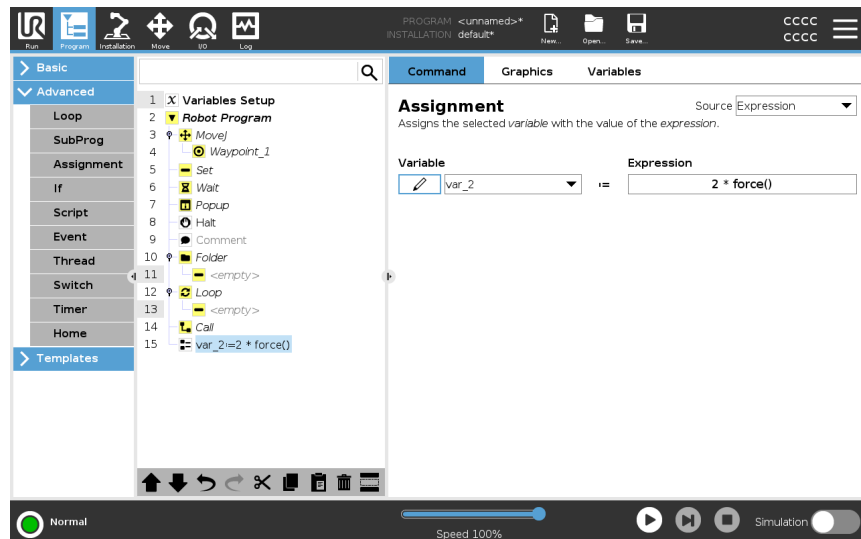 UR
PROGRAM <unnamed>*
INSTALLATION default*
CCCC
CCCC
Run Program Installation Move I/O Log New... Open... Save...
Basic
Advanced
Loop
SubProg
Assignment
If
Script
Event
Thread
Switch
Timer
Home
Templates
1 X Variables Setup
2 Robot Program
3 MoveJ
4 Waypoint_1
5 Set
6 Wait
7 Popup
8 Halt
9 Comment
10 Folder
11 <empty>
12 Loop
13 <empty>
14 Call
15 var_2:=2 * force()
Command Graphics Variables
Assignment
Source Expression
Assigns the selected variable with the value of the expression.
Variable Expression
var_2 := 2 * force()
Normal
Speed 100%
Simulation